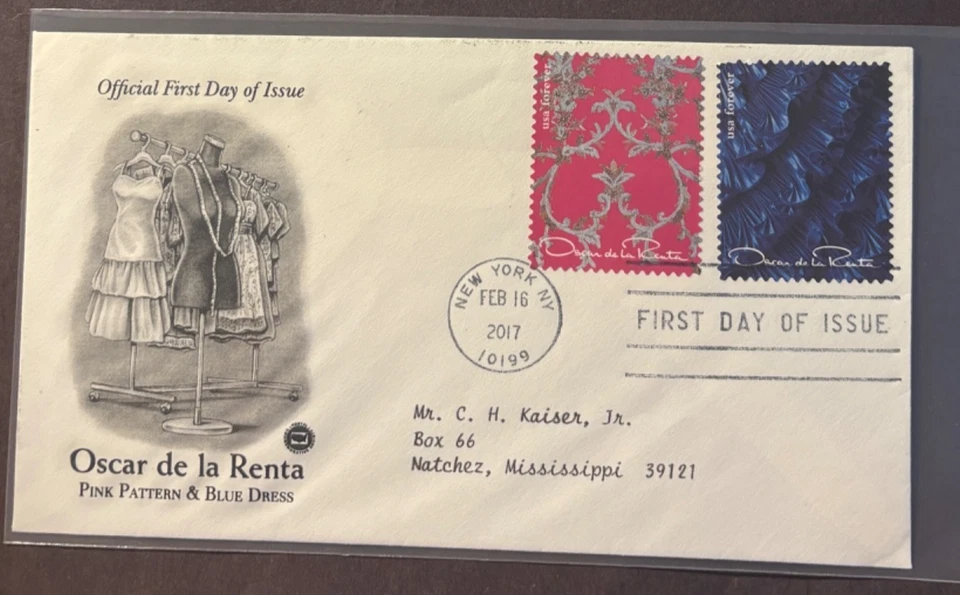 Official First Day of Issue
Oscar de la Renta
PINK PATTERN & BLUE DRESS
usa forever
Oscar de la Renta
usa forever
Oscar de la Renta
NEW YORK NY
FEB 16
2017
10199
FIRST DAY OF ISSUE
Mr. C. H. Kaiser, Jr.
Box 66
Natchez, Mississippi 39121